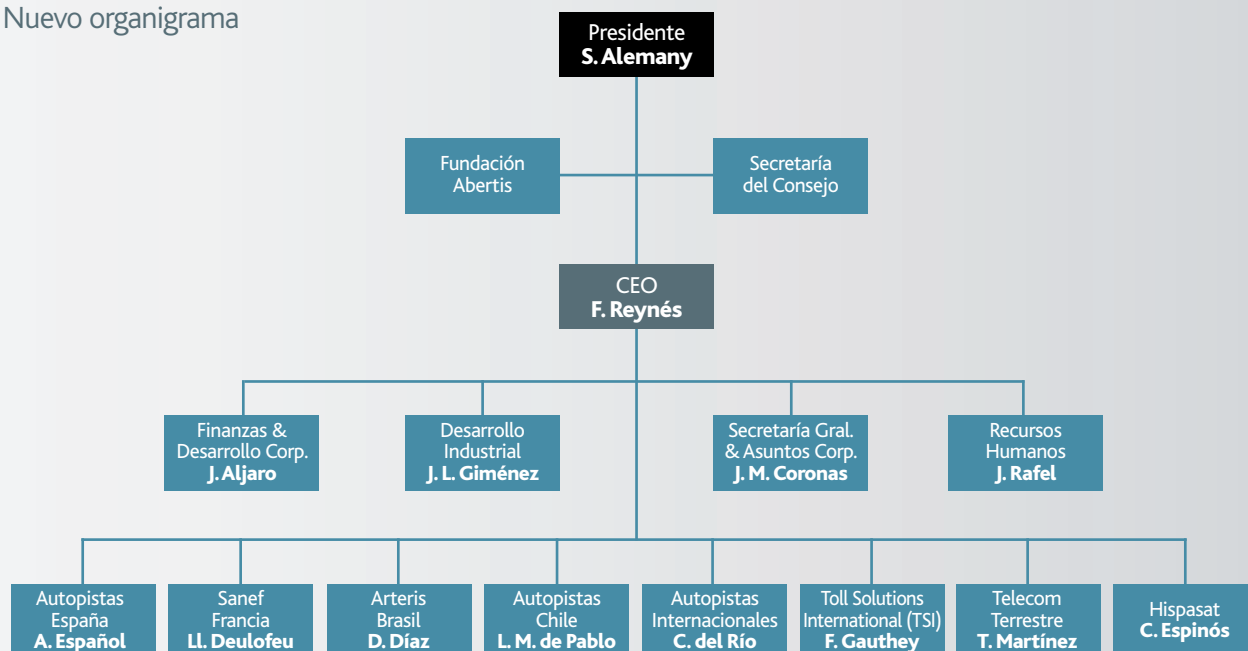 Nuevo organigrama
Presidente
S. Alemany
Fundación
Abertis
Secretaría
del Consejo
CEO
F. Reynés
Finanzas &
Desarrollo Corp.
J. Aljaro
Desarrollo
Industrial
J. L. Giménez
Secretaría Gral.
& Asuntos Corp.
J. M. Coronas
Recursos
Humanos
J. Rafel
Autopistas
España
A. Español
Sanef
Francia
Ll. Deulofeu
Arteris
Brasil
D. Díaz
Autopistas
Chile
L. M. de Pablo
Autopistas
Internacionales
C. del Río
Toll Solutions
International (TSI)
F. Gauthey
Telecom
Terrestre
T. Martínez
Hispasat
C. Espinós